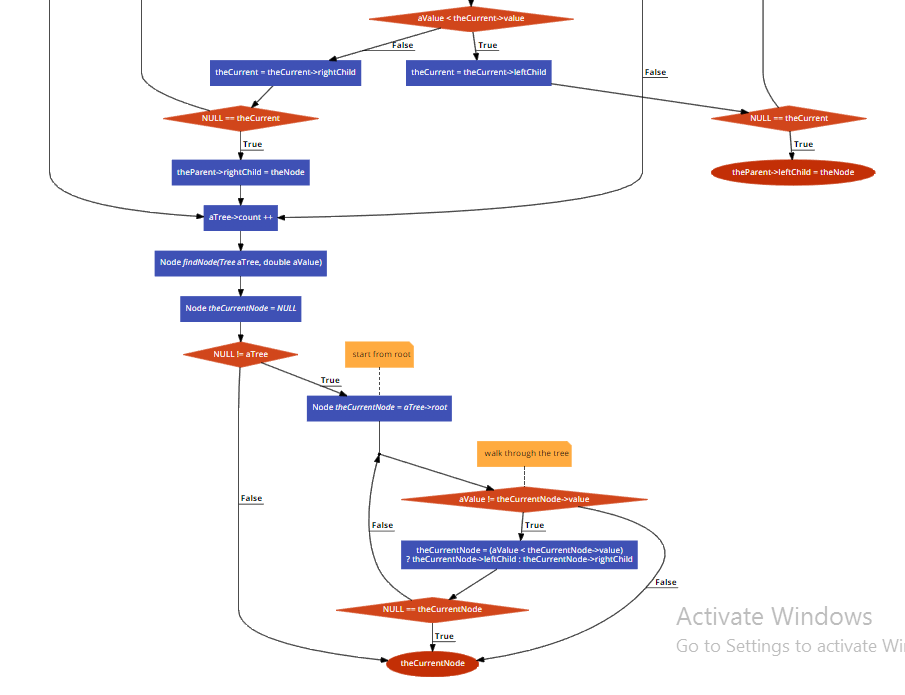 aValue < theCurrent->value
False
True
theCurrent = theCurrent->rightChild
theCurrent = theCurrent->leftChild
False
NULL == theCurrent
NULL == theCurrent
True
True
theParent->rightChild = theNode
theParent->leftChild = theNode
aTree->count ++
Node findNode(Tree aTree, double aValue)
Node theCurrentNode = NULL
NULL != aTree
start from root
True
Node theCurrentNode = aTree->root
walk through the tree
aValue != theCurrentNode->value
False
False
True
theCurrentNode = (aValue < theCurrentNode->value)
? theCurrentNode->leftChild : theCurrentNode->rightChild
False
NULL == theCurrentNode
True
theCurrentNode
Activate Windows
Go to Settings to activate Wi